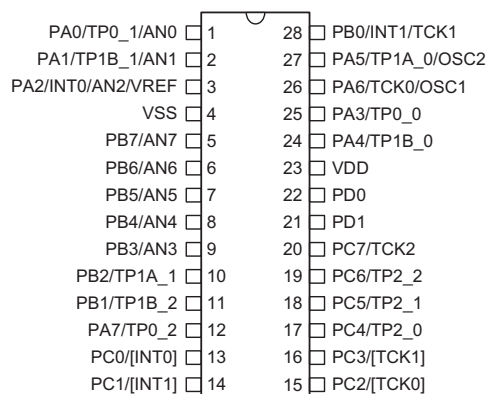 PA0/TP0_1/AN0 1 28 PB0/INT1/TCK1
PA1/TP1B_1/AN1 2 27 PA5/TP1A_0/OSC2
PA2/INT0/AN2/VREF 3 26 PA6/TCK0/OSC1
VSS 4 25 PA3/TP0_0
PB7/AN7 5 24 PA4/TP1B_0
PB6/AN6 6 23 VDD
PB5/AN5 7 22 PD0
PB4/AN4 8 21 PD1
PB3/AN3 9 20 PC7/TCK2
PB2/TP1A_1 10 19 PC6/TP2_2
PB1/TP1B_2 11 18 PC5/TP2_1
PA7/TP0_2 12 17 PC4/TP2_0
PC0/[INT0] 13 16 PC3/[TCK1]
PC1/[INT1] 14 15 PC2/[TCK0]